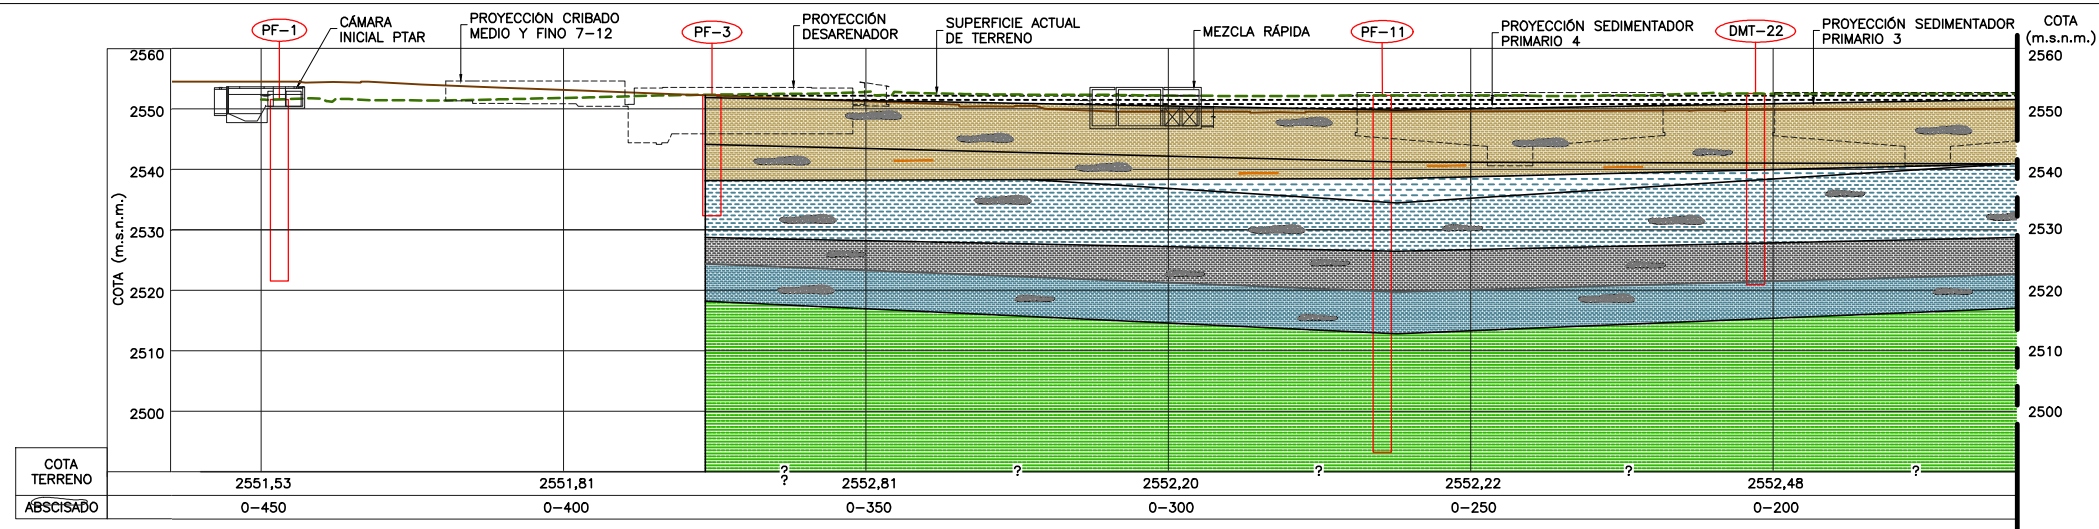 PF-1
CÁMARA
INICIAL PTAR
PROYECCIÓN CRIBADO
MEDIO Y FINO 7-12
PF-3
PROYECCIÓN
DESARENADOR
SUPERFICIE ACTUAL
DE TERRENO
MEZCLA RÁPIDA
PF-11
PROYECCIÓN SEDIMENTADOR
PRIMARIO 4
DMT-22
PROYECCIÓN SEDIMENTADOR
PRIMARIO 3
COTA
(m.s.n.m.)
2560
2550
2540
2530
2520
2510
2500
COTA (m.s.n.m.)
2560
2550
2540
2530
2520
2510
2500
? ? ? ? ? ?
COTA
TERRENO
2551,53 2551,81 2552,81 2552,20 2552,22 2552,48
ABSCISADO 0-450 0-400 0-350 0-300 0-250 0-200